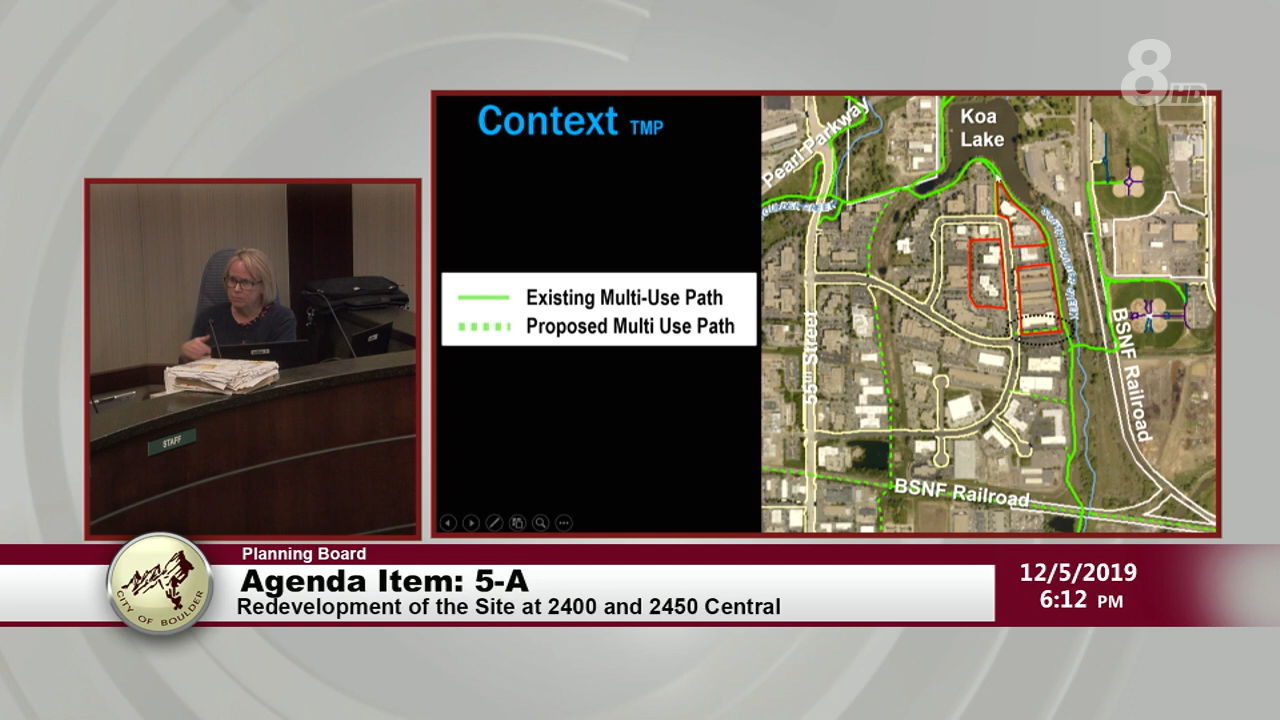 8
HD
Context TMP
Existing Multi-Use Path
Proposed Multi Use Path
Koa
Lake
Pearl Parkway
55th Street
BSNF Railroad
BSNF Railroad
STAFF
CITY OF BOULDER
Planning Board
Agenda Item: 5-A
Redevelopment of the Site at 2400 and 2450 Central
12/5/2019
6:12 PM